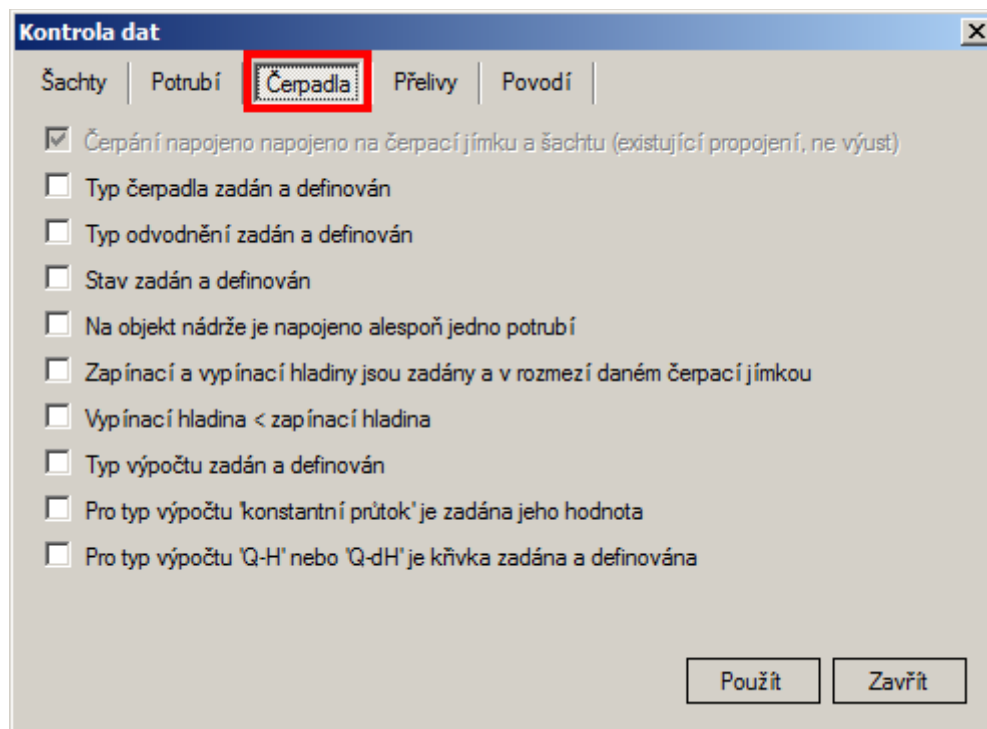 Kontrola dat
Šachty Potrubí Čerpadla Přelivy Povodí
Čerpání napojeno napojeno na čerpací jímku a šachtu (existující propojení, ne výust)
Typ čerpadla zadán a definován
Typ odvodnění zadán a definován
Stav zadán a definován
Na objekt nádrže je napojeno alespoň jedno potrubí
Zapínací a vypínací hladiny jsou zadány a v rozmezí daném čerpací jímkou
Vypínací hladina < zapínací hladina
Typ výpočtu zadán a definován
Pro typ výpočtu 'konstantní průtok' je zadána jeho hodnota
Pro typ výpočtu 'Q-H' nebo 'Q-dH' je křivka zadána a definována
Použít Zavřít